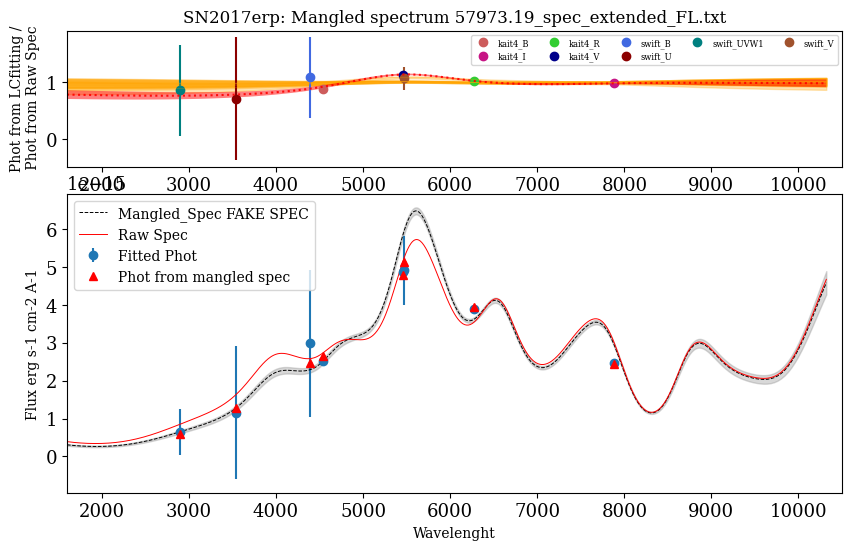 SN2017erp: Mangled spectrum 57973.19_spec_extended_FL.txt
Phot from LCfitting /
Phot from Raw Spec
1
0
kait4_B kait4_R swift_B swift_UVW1 swift_V
kait4_I kait4_V swift_U
2000 3000 4000 5000 6000 7000 8000 9000 10000
1e−15
Flux erg s-1 cm-2 A-1
6
5
4
3
2
1
0
Mangled_Spec FAKE SPEC
Raw Spec
Fitted Phot
Phot from mangled spec
2000 3000 4000 5000 6000 7000 8000 9000 10000
Wavelenght